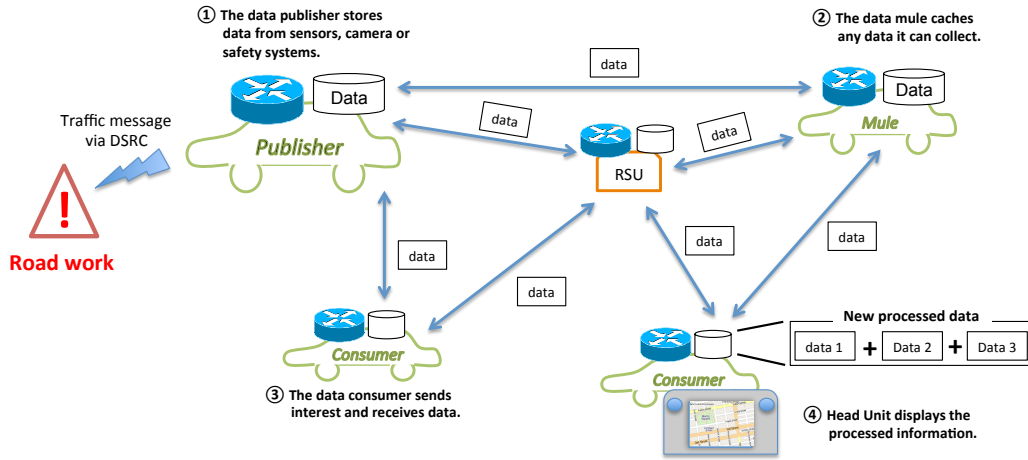 ① The data publisher stores
data from sensors, camera or
safety systems.
② The data mule caches
any data it can collect.
data
Data
Data
Traffic message
via DSRC
Publisher
data
data
Mule
RSU
!
Road work
data
data
data
data
New processed data
data 1 + Data 2 + Data 3
Consumer
Consumer
③ The data consumer sends
interest and receives data.
④ Head Unit displays the
processed information.